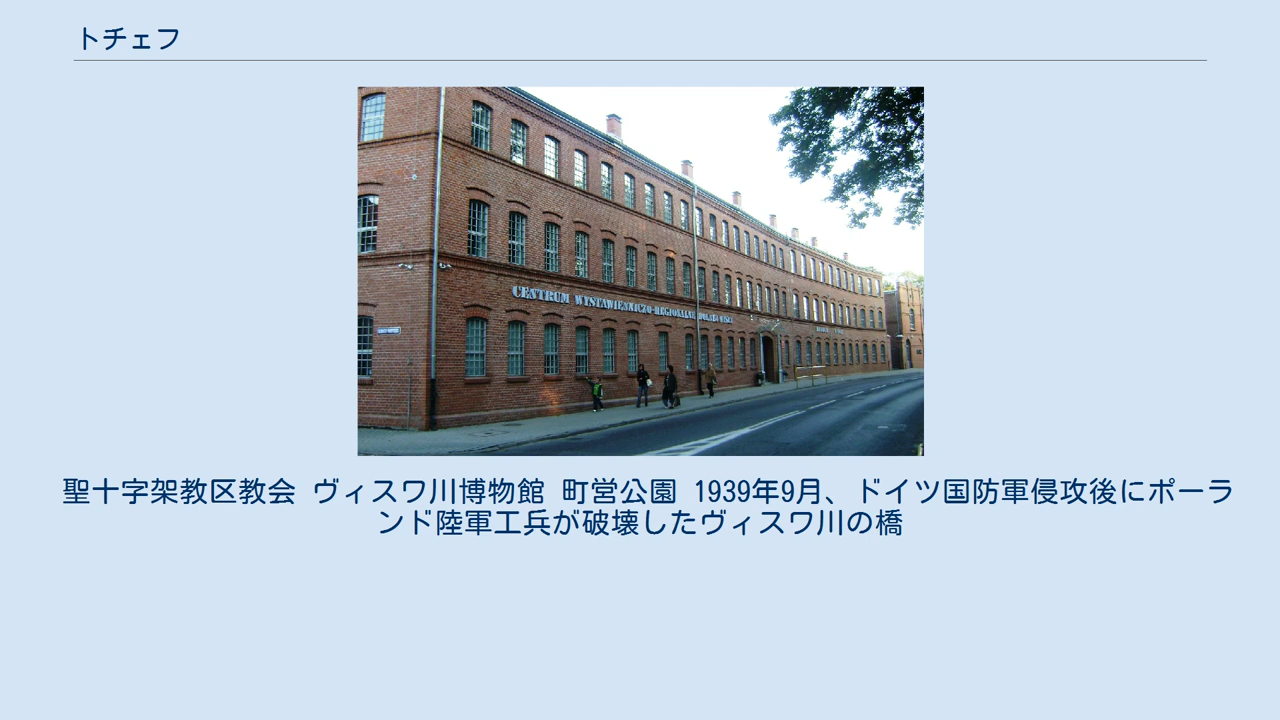 トチェフ
CENTRUM WYSTAWIENNICZO-REGIONALNE DOLNEJ WISŁY
聖十字架教区教会 ヴィスワ川博物館 町営公園 1939年9月、ドイツ国防軍侵攻後にポーラ
ンド陸軍工兵が破壊したヴィスワ川の橋